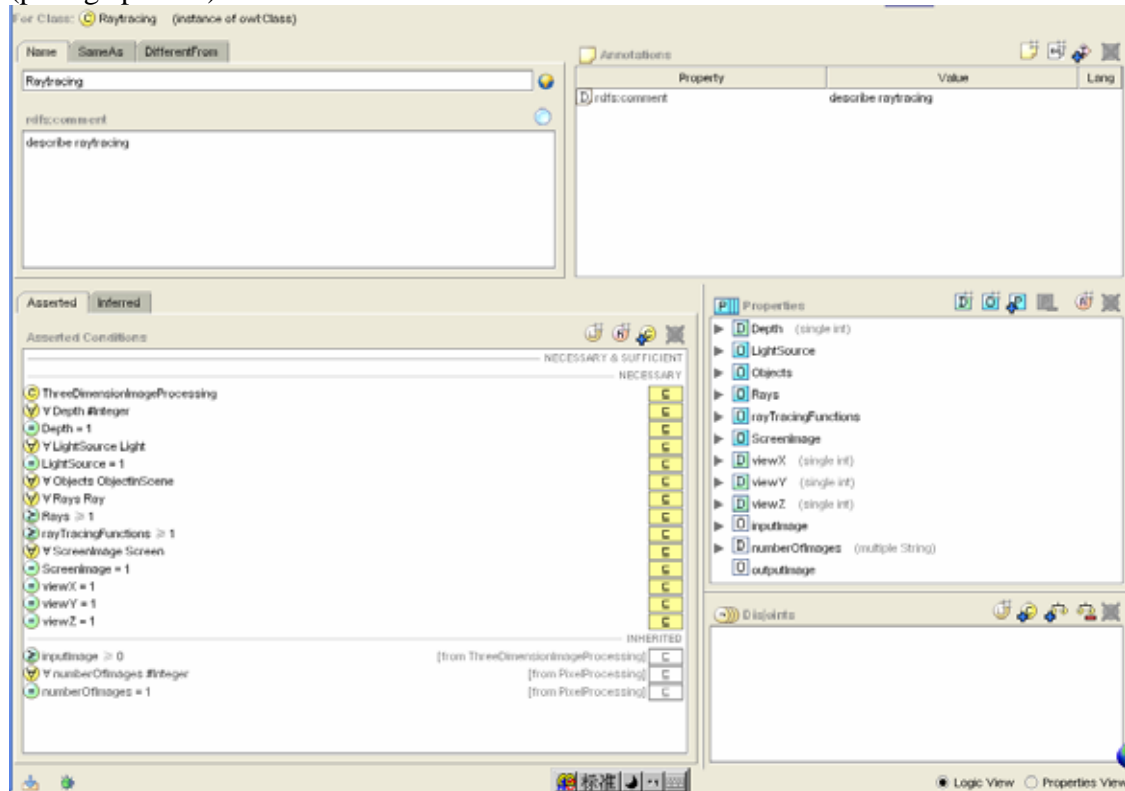 For Class: C Raytracing (instance of owl:Class)
Name SameAs DifferentFrom
Raytracing
rdfs:comment
describe raytracing
Annotations
Property Value Lang
D rdfs:comment describe raytracing
Asserted Inferred
Asserted Conditions
NECESSARY & SUFFICIENT
NECESSARY
C ThreeDimensionImageProcessing ⊑
∀ ∀ Depth #Integer ⊑
= Depth = 1 ⊑
∀ ∀ LightSource Light ⊑
= LightSource = 1 ⊑
∀ ∀ Objects ObjectInScene ⊑
∀ ∀ Rays Ray ⊑
≥ Rays ≥ 1 ⊑
≥ rayTracingFunctions ≥ 1 ⊑
∀ ∀ ScreenImage Screen ⊑
= ScreenImage = 1 ⊑
= viewX = 1 ⊑
= viewY = 1 ⊑
= viewZ = 1 ⊑
INHERITED
≥ inputImage ≥ 0 [from ThreeDimensionImageProcessing] ⊑
∀ ∀ numberOfImages #Integer [from PixelProcessing] ⊑
= numberOfImages = 1 [from PixelProcessing] ⊑
P Properties
D Depth (single int)
O LightSource
O Objects
O Rays
O rayTracingFunctions
O ScreenImage
D viewX (single int)
D viewY (single int)
D viewZ (single int)
O inputImage
D numberOfImages (multiple String)
O outputImage
Disjoints
标准
Logic View Properties View